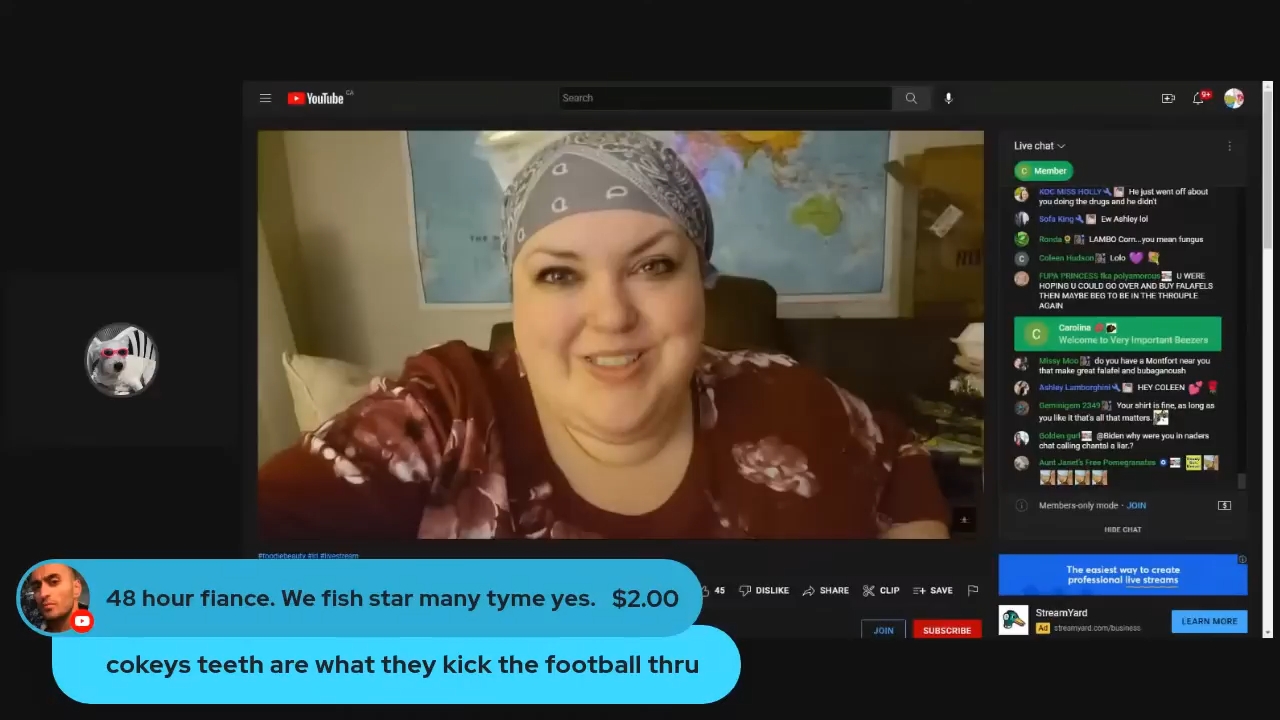 YouTube CA
Search
9+
Live chat
C Member
KDC MISS HOLLY He just went off about
you doing the drugs and he didn't
Sofa King Ew Ashley lol
Ronda LAMBO Corn...you mean fungus
Coleen Hudson Lolo
FUPA PRINCESS fka polyamorous U WERE
HOPING U COULD GO OVER AND BUY FALAFELS
THEN MAYBE BEG TO BE IN THE THROUPLE
AGAIN
C Carolina
Welcome to Very Important Beezers
Missy Moo do you have a Montfort near you
that make great falafel and bubaganoush
Ashley Lamborghini HEY COLEEN
Geminigem 2349 Your shirt is fine, as long as
you like it that's all that matters.
Golden gurl @Biden why were you in naders
chat calling chantal a liar.?
Aunt Janet's Free Pomegranates
Members-only mode - JOIN
HIDE CHAT
#foodiebeauty #irl #livestream
45 DISLIKE SHARE CLIP SAVE
JOIN SUBSCRIBE
The easiest way to create
professional live streams
StreamYard
Ad streamyard.com/business
LEARN MORE
48 hour fiance. We fish star many tyme yes. $2.00
cokeys teeth are what they kick the football thru